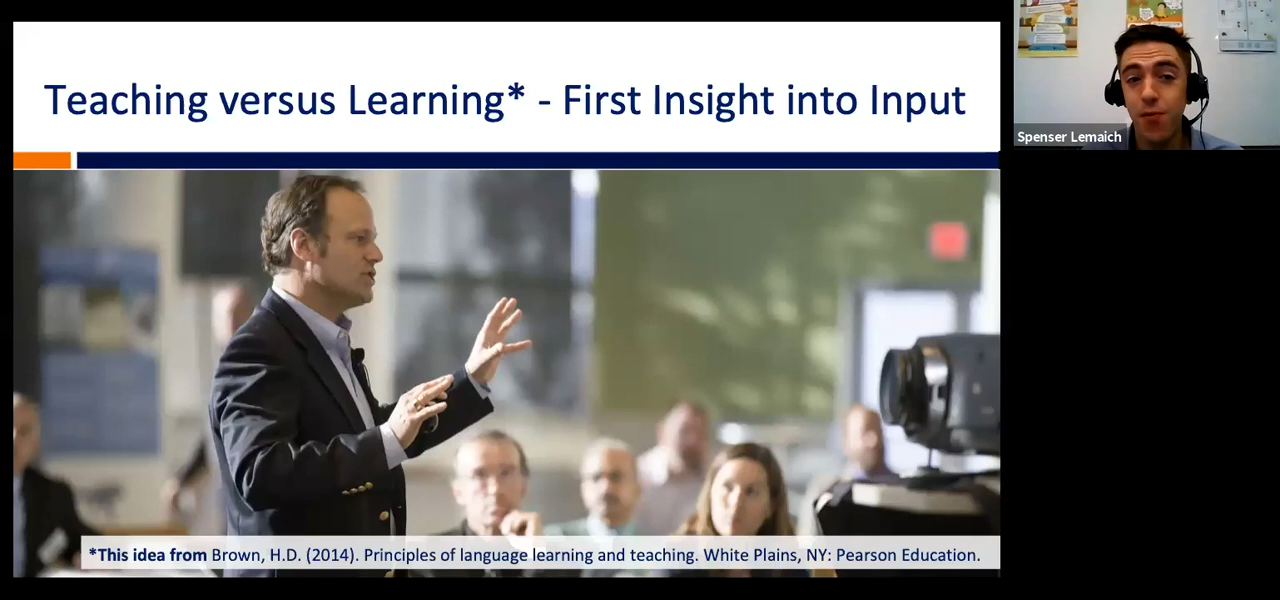 Teaching versus Learning* - First Insight into Input
Spenser Lemaich
*This idea from Brown, H.D. (2014). Principles of language learning and teaching. White Plains, NY: Pearson Education.